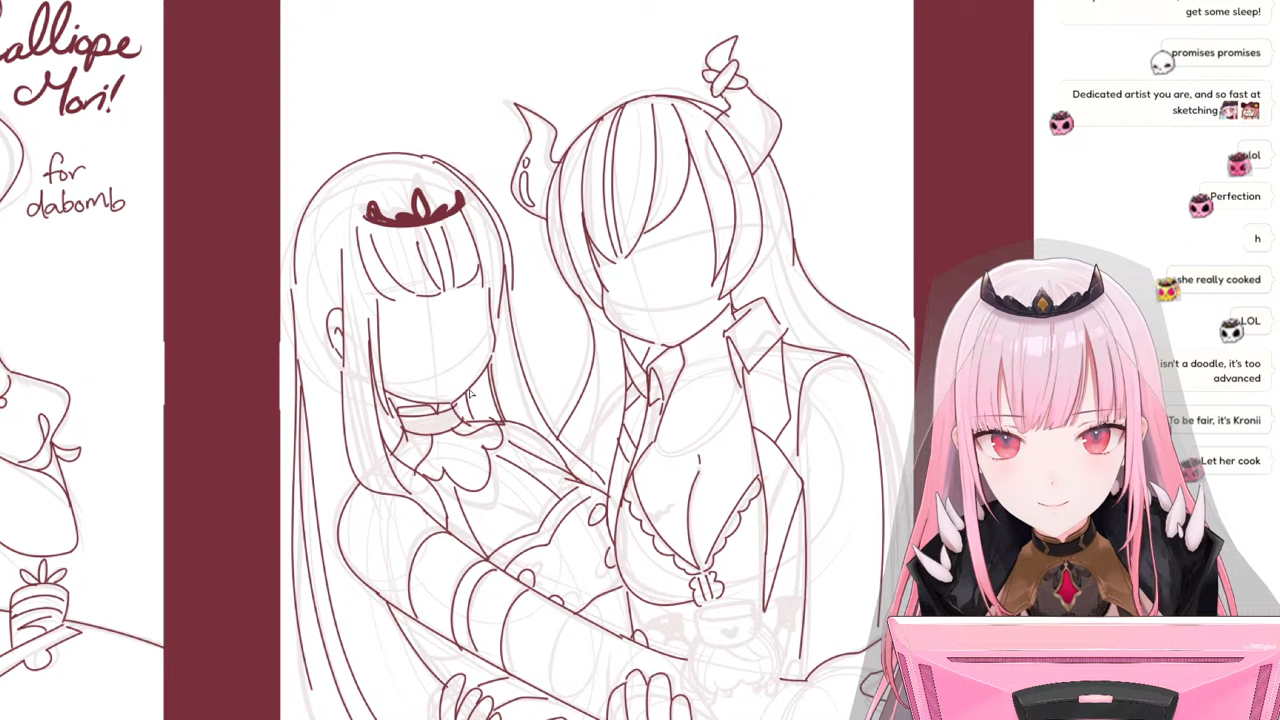 alliope
Mori!
for
dabomb
get some sleep!
promises promises
Dedicated artist you are, and so fast at
sketching
lol
Perfection
h
she really cooked
LOL
isn't a doodle, it's too
advanced
To be fair, it's Kronii
Let her cook